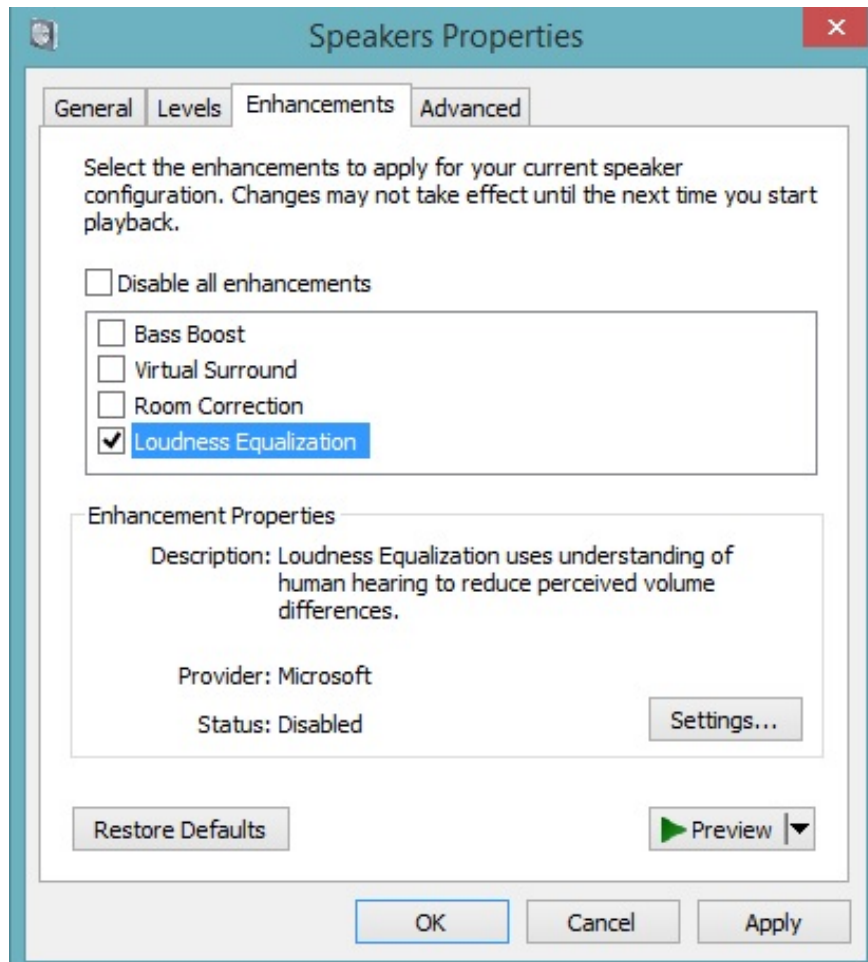 Speakers Properties
General Levels Enhancements Advanced
Select the enhancements to apply for your current speaker
configuration. Changes may not take effect until the next time you start
playback.
Disable all enhancements
Bass Boost
Virtual Surround
Room Correction
Loudness Equalization
Enhancement Properties
Description: Loudness Equalization uses understanding of
human hearing to reduce perceived volume
differences.
Provider: Microsoft
Status: Disabled
Settings...
Restore Defaults
Preview
OK Cancel Apply